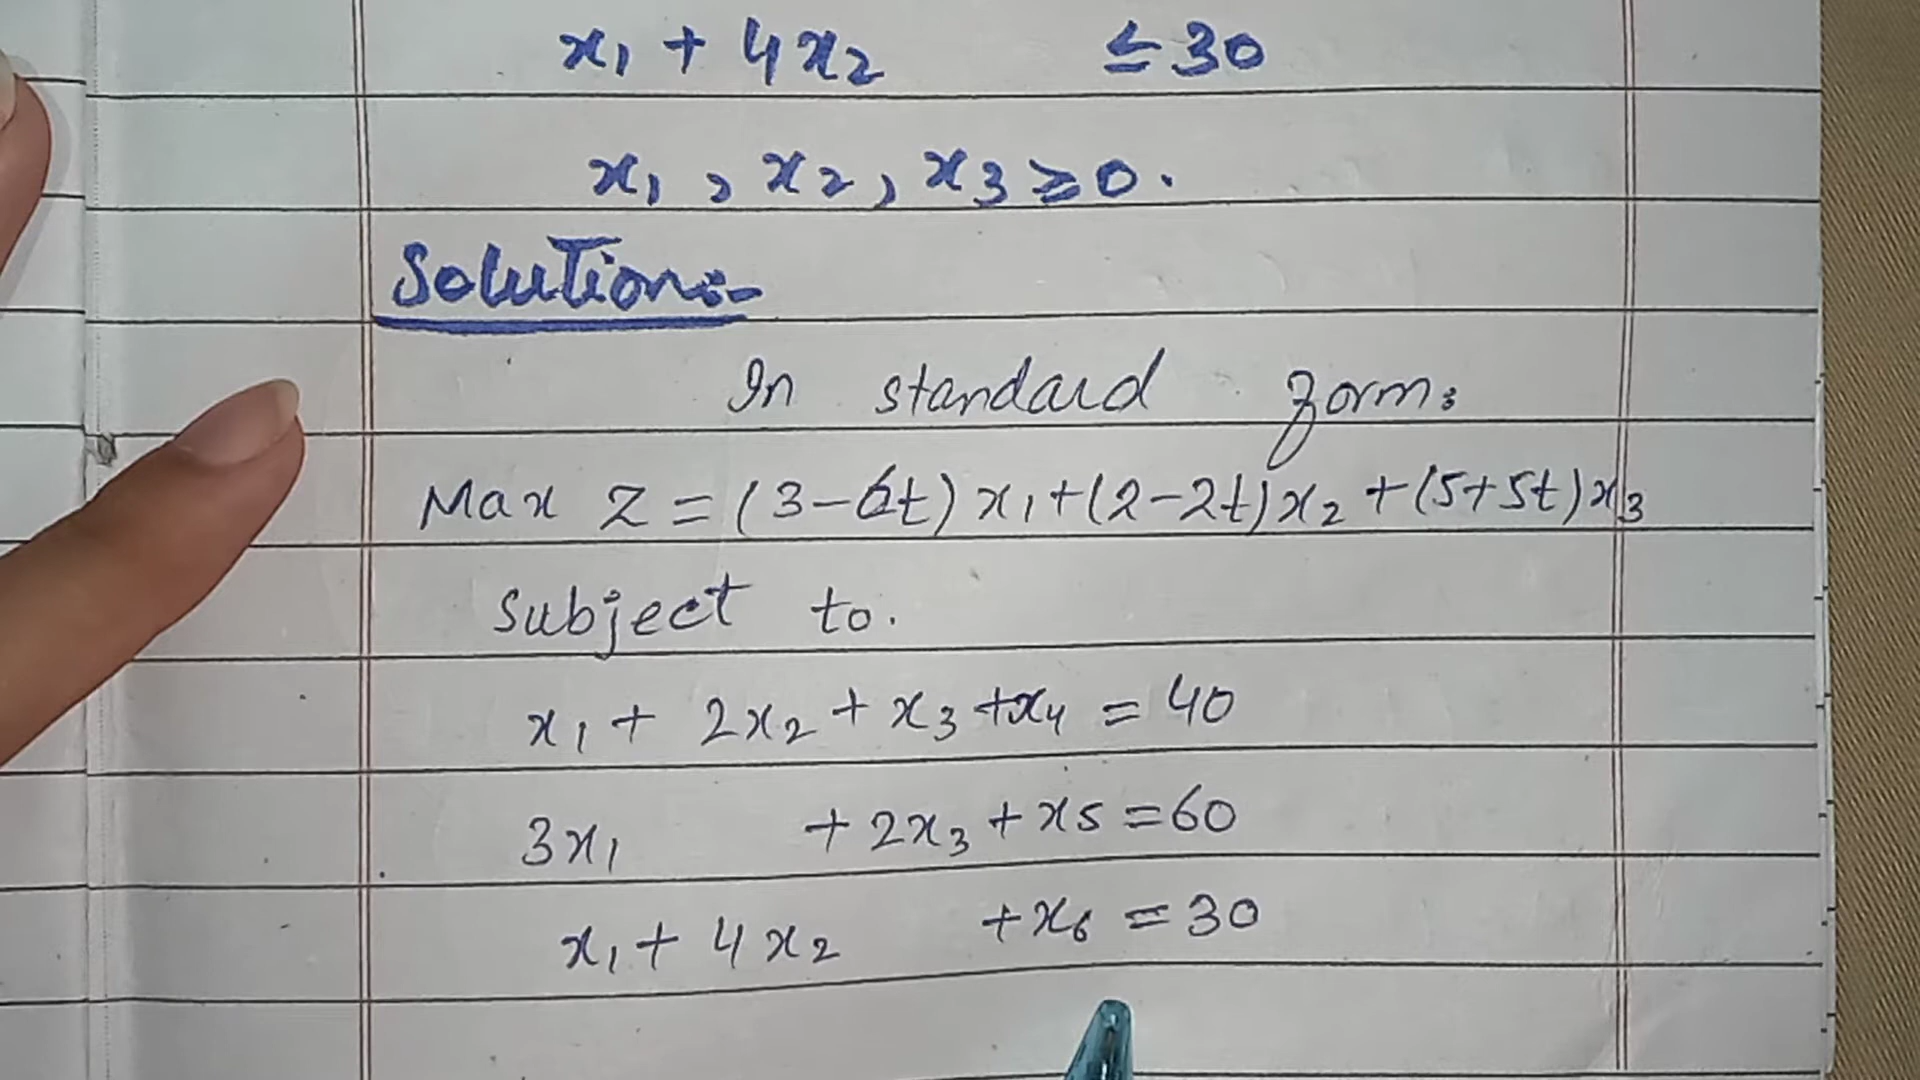 x₁ + 4x₂ ≤ 30
x₁, x₂, x₃ ≥ 0.
Solution:-
In standard form:
Max Z = (3-6t)x₁+(2-2t)x₂+(5+5t)x₃
Subject to.
x₁ + 2x₂ + x₃ + x₄ = 40
3x₁ + 2x₃ + x₅ = 60
x₁ + 4x₂ + x₆ = 30